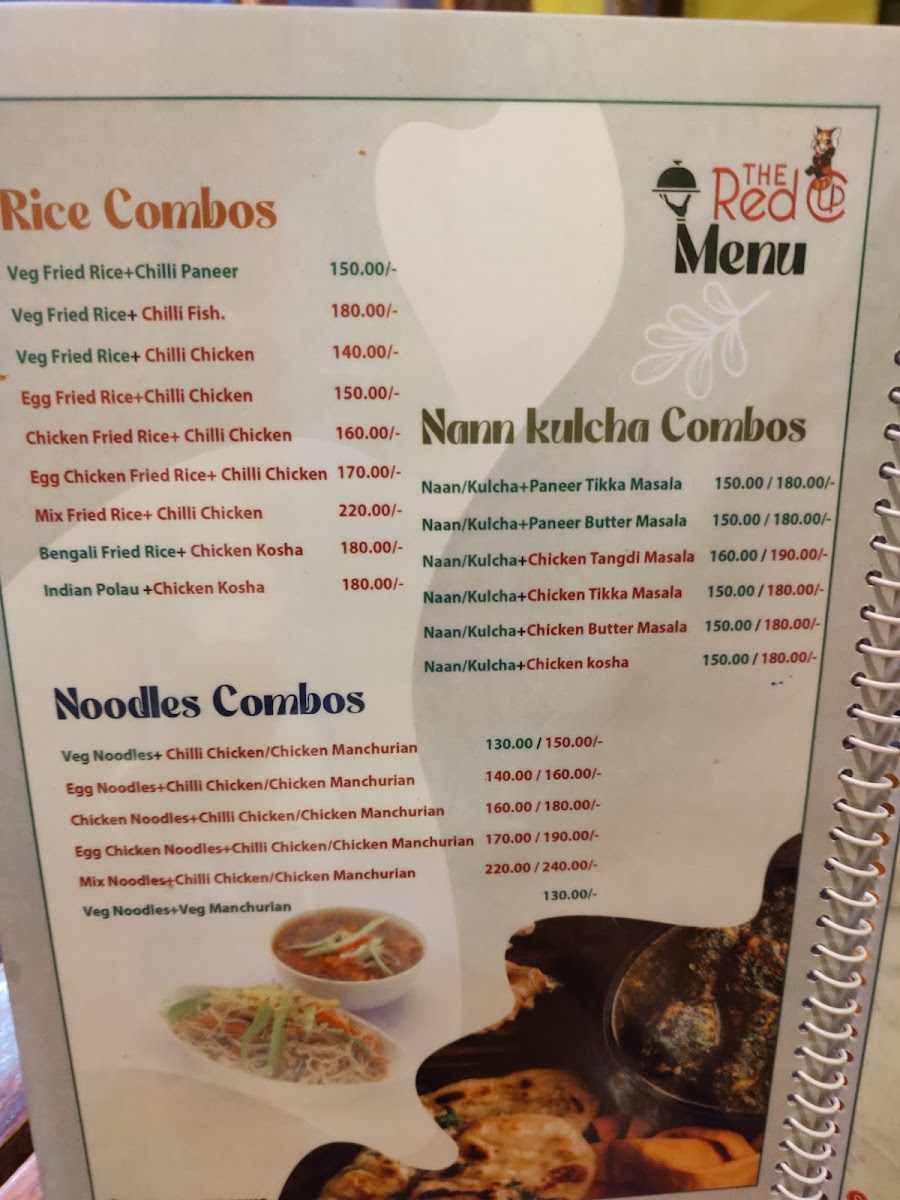 THE
Red CUP
Menu
Rice Combos
Veg Fried Rice+Chilli Paneer 150.00/-
Veg Fried Rice+ Chilli Fish. 180.00/-
Veg Fried Rice+ Chilli Chicken 140.00/-
Egg Fried Rice+Chilli Chicken 150.00/-
Chicken Fried Rice+ Chilli Chicken 160.00/-
Egg Chicken Fried Rice+ Chilli Chicken 170.00/-
Mix Fried Rice+ Chilli Chicken 220.00/-
Bengali Fried Rice+ Chicken Kosha 180.00/-
Indian Polau +Chicken Kosha 180.00/-
Nann kulcha Combos
Naan/Kulcha+Paneer Tikka Masala 150.00 / 180.00/-
Naan/Kulcha+Paneer Butter Masala 150.00 / 180.00/-
Naan/Kulcha+Chicken Tangdi Masala 160.00 / 190.00/-
Naan/Kulcha+Chicken Tikka Masala 150.00 / 180.00/-
Naan/Kulcha+Chicken Butter Masala 150.00 / 180.00/-
Naan/Kulcha+Chicken kosha 150.00 / 180.00/-
Noodles Combos
Veg Noodles+ Chilli Chicken/Chicken Manchurian 130.00 / 150.00/-
Egg Noodles+Chilli Chicken/Chicken Manchurian 140.00 / 160.00/-
Chicken Noodles+Chilli Chicken/Chicken Manchurian 160.00 / 180.00/-
Egg Chicken Noodles+Chilli Chicken/Chicken Manchurian 170.00 / 190.00/-
Mix Noodles+Chilli Chicken/Chicken Manchurian 220.00 / 240.00/-
Veg Noodles+Veg Manchurian 130.00/-